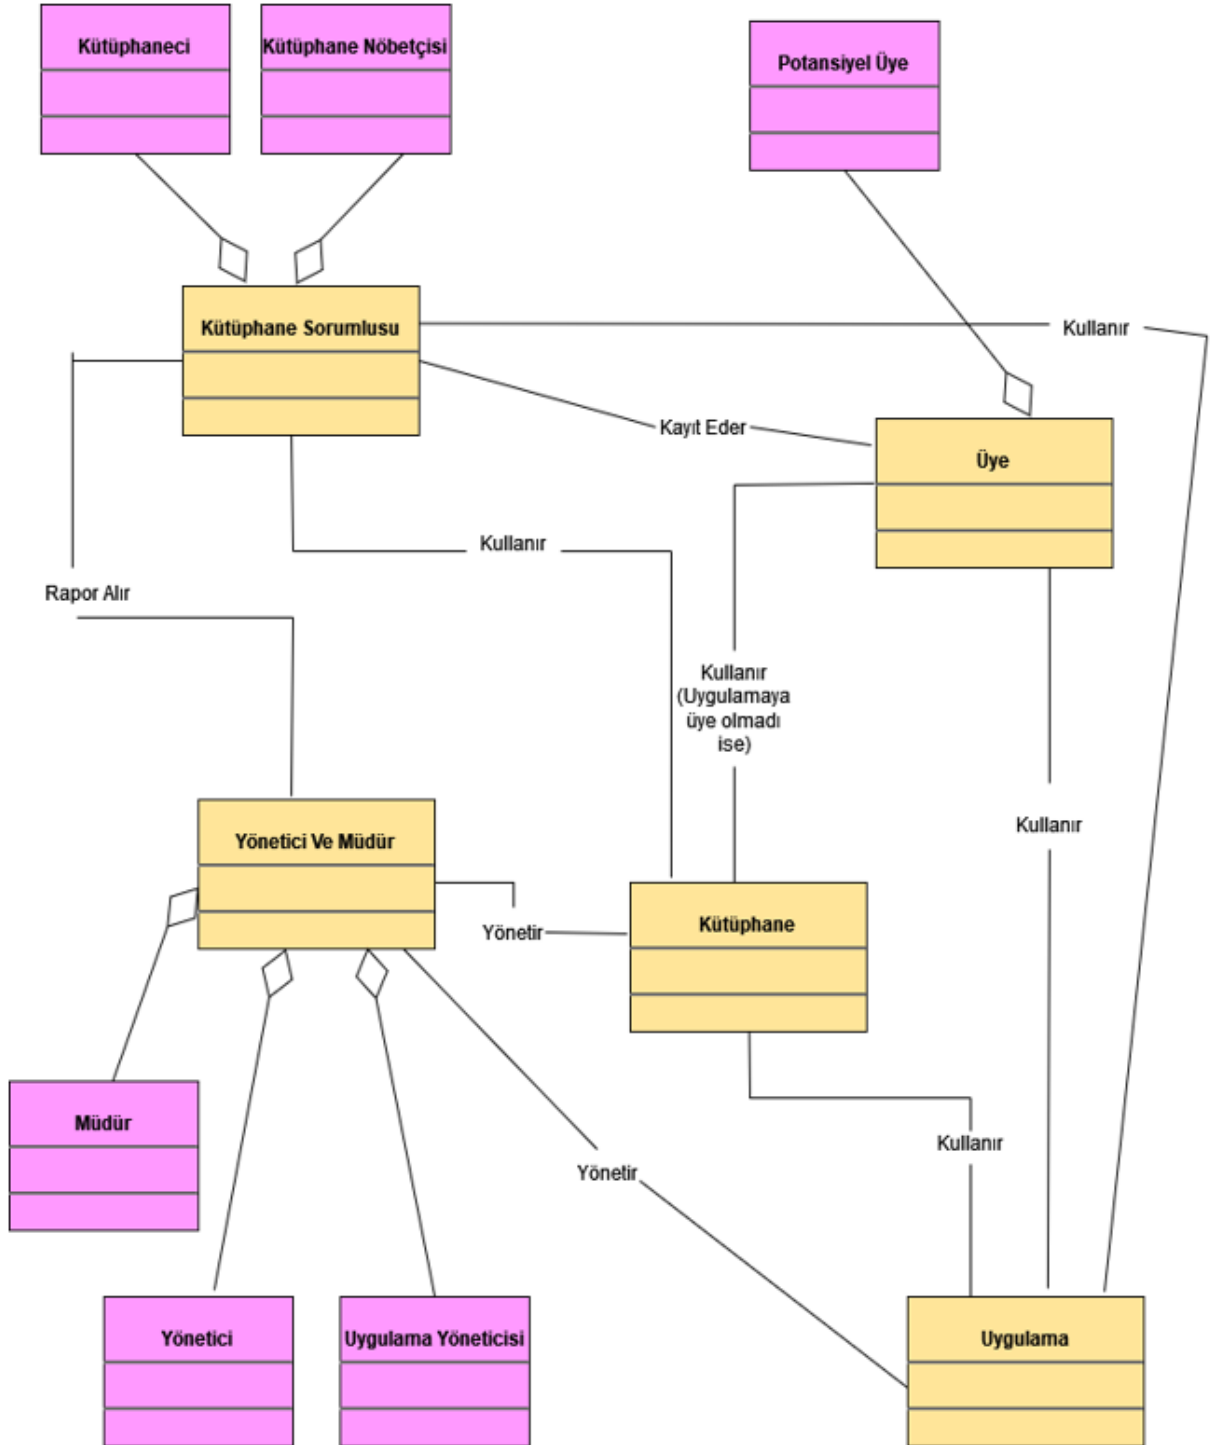 Kütüphaneci
Kütüphane Nöbetçisi
Potansiyel Üye
Kütüphane Sorumlusu
Kullanır
Kayıt Eder
Üye
Kullanır
Rapor Alır
Kullanır
(Uygulamaya
üye olmadı
ise)
Kullanır
Yönetici Ve Müdür
Yönetir
Kütüphane
Müdür
Kullanır
Yönetir
Yönetici
Uygulama Yöneticisi
Uygulama